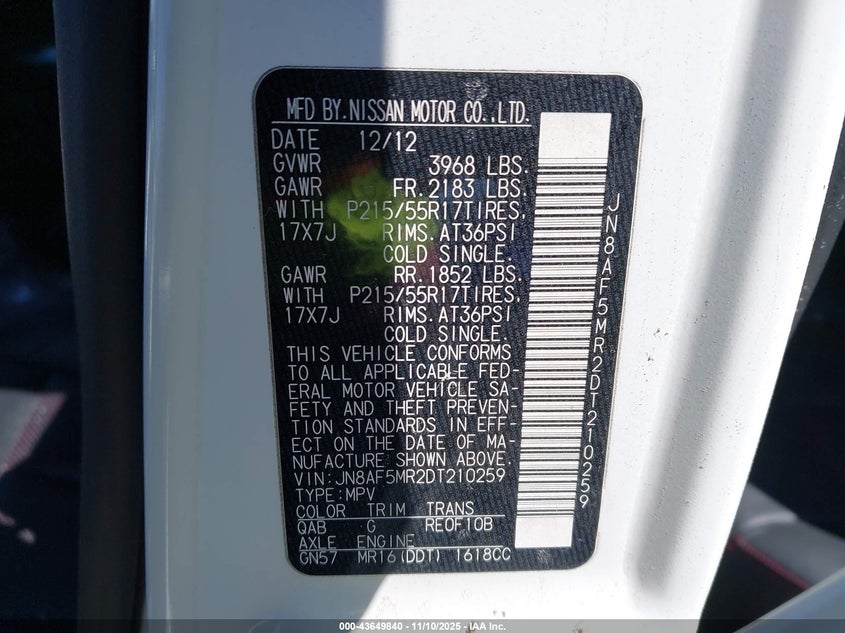 MFD BY.NISSAN MOTOR CO.,LTD.
DATE 12/12
GVWR 3968 LBS.
GAWR FR.2183 LBS.
WITH P215/55R17TIRES,
17X7J RIMS.AT36PSI
COLD SINGLE.
GAWR RR.1852 LBS.
WITH P215/55R17TIRES,
17X7J RIMS.AT36PSI
COLD SINGLE.
THIS VEHICLE CONFORMS
TO ALL APPLICABLE FED-
ERAL MOTOR VEHICLE SA-
FETY AND THEFT PREVEN-
TION STANDARDS IN EFF-
ECT ON THE DATE OF MA-
NUFACTURE SHOWN ABOVE.
VIN:JN8AF5MR2DT210259
TYPE:MPV
COLOR TRIM TRANS
QAB G RE0F10B
AXLE ENGINE
GN57 MR16(DDT) 1618CC
JN8AF5MR2DT210259
000-43649840 - 11/10/2025 - IAA Inc.